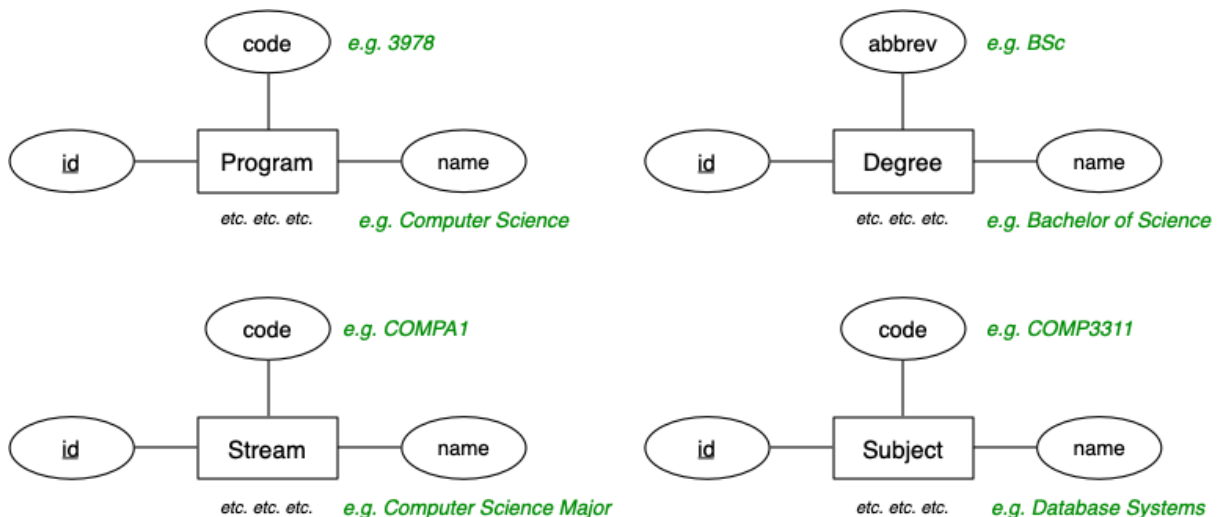 code e.g. 3978
id Program name
etc. etc. etc. e.g. Computer Science
abbrev e.g. BSc
id Degree name
etc. etc. etc. e.g. Bachelor of Science
code e.g. COMPA1
id Stream name
etc. etc. etc. e.g. Computer Science Major
code e.g. COMP3311
id Subject name
etc. etc. etc. e.g. Database Systems